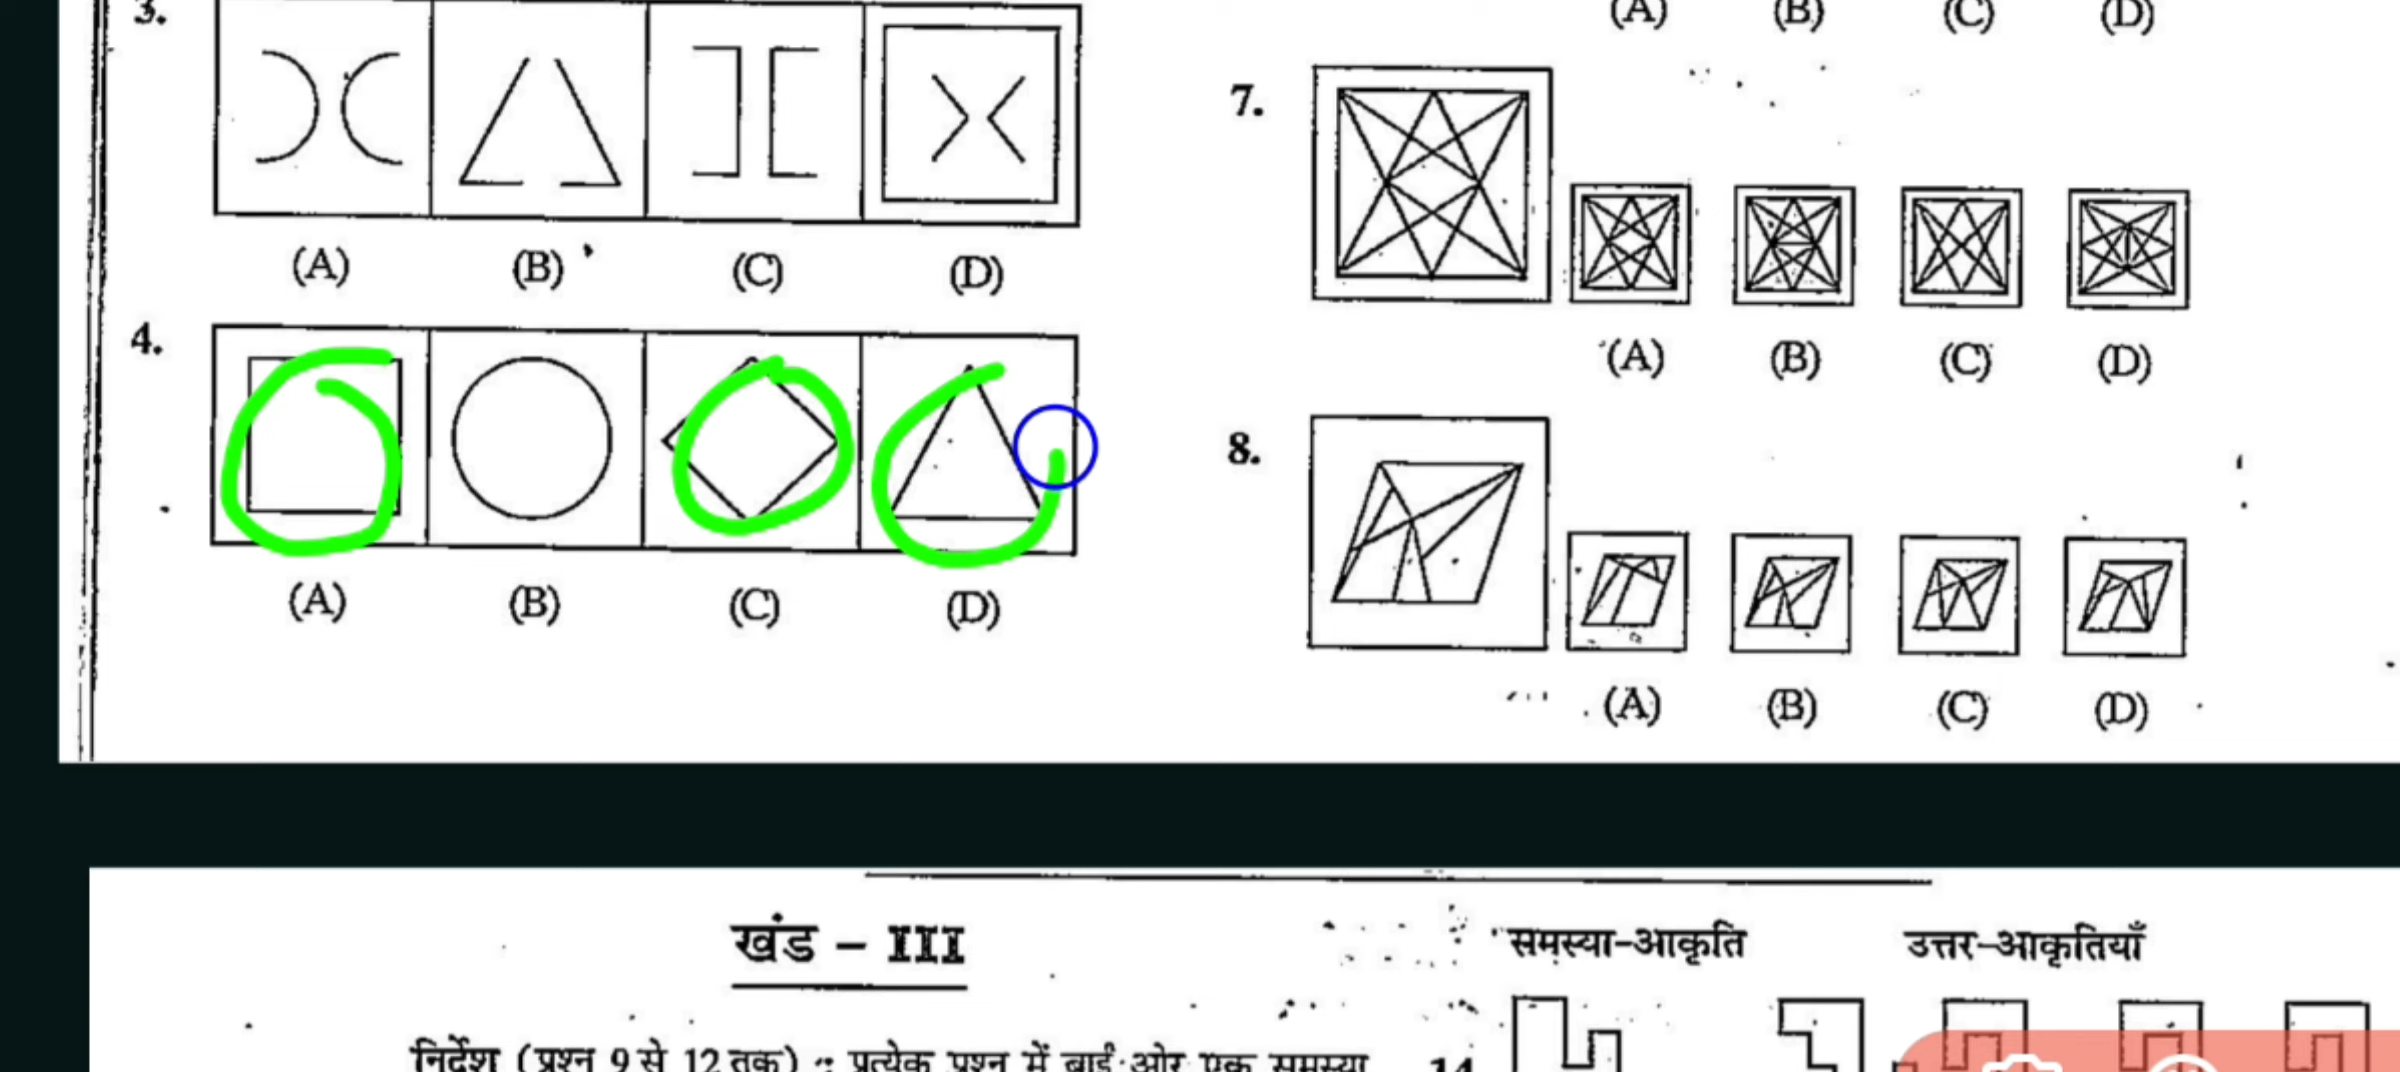 3.
(A) (B) (C) (D)
4.
(A) (B) (C) (D)
(A) (B) (C) (D)
7.
(A) (B) (C) (D)
8.
(A) (B) (C) (D)
खंड – III
समस्या-आकृति उत्तर-आकृतियाँ
निर्देश (प्रश्न 9 से 12 तक) : प्रत्येक प्रश्न में बाईं ओर एक समस्या
14